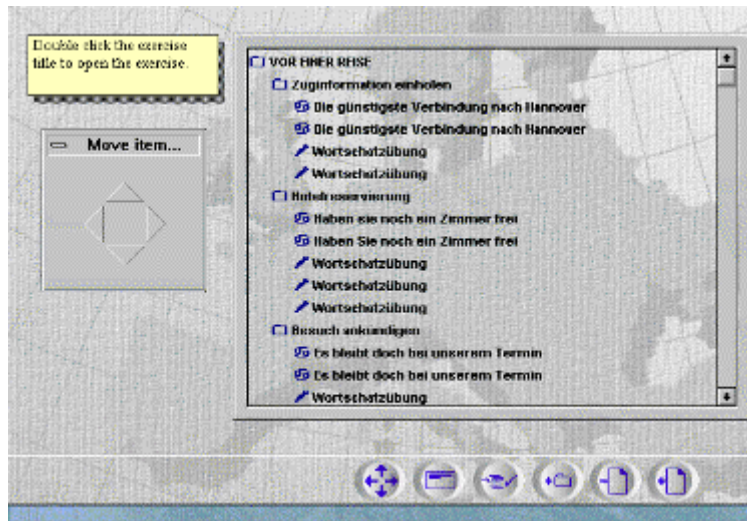 Double click the exercise
title to open the exercise.
Move item...
VOR EINER REISE
Zuginformation einholen
Die günstigste Verbindung nach Hannover
Die günstigste Verbindung nach Hannover
Wortschatzübung
Wortschatzübung
Hotelreservierung
Haben sie noch ein Zimmer frei
Haben Sie noch ein Zimmer frei
Wortschatzübung
Wortschatzübung
Wortschatzübung
Besuch ankundigen
Es bleibt doch bei unserem Termin
Es bleibt doch bei unserem Termin
Wortschatzübung